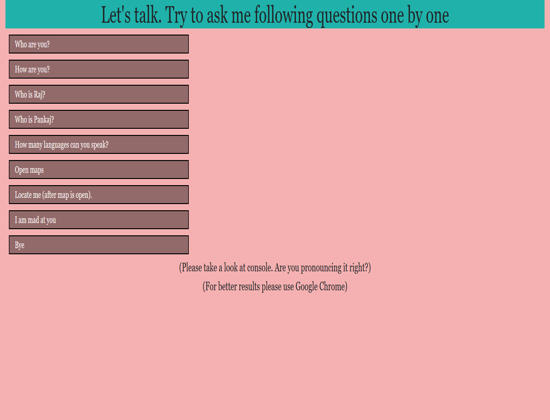 Let's talk. Try to ask me following questions one by one
Who are you?
How are you?
Who is Raj?
Who is Pankaj?
How many languages can you speak?
Open maps
Locate me (after map is open).
I am mad at you
Bye
(Please take a look at console. Are you pronouncing it right?)
(For better results please use Google Chrome)